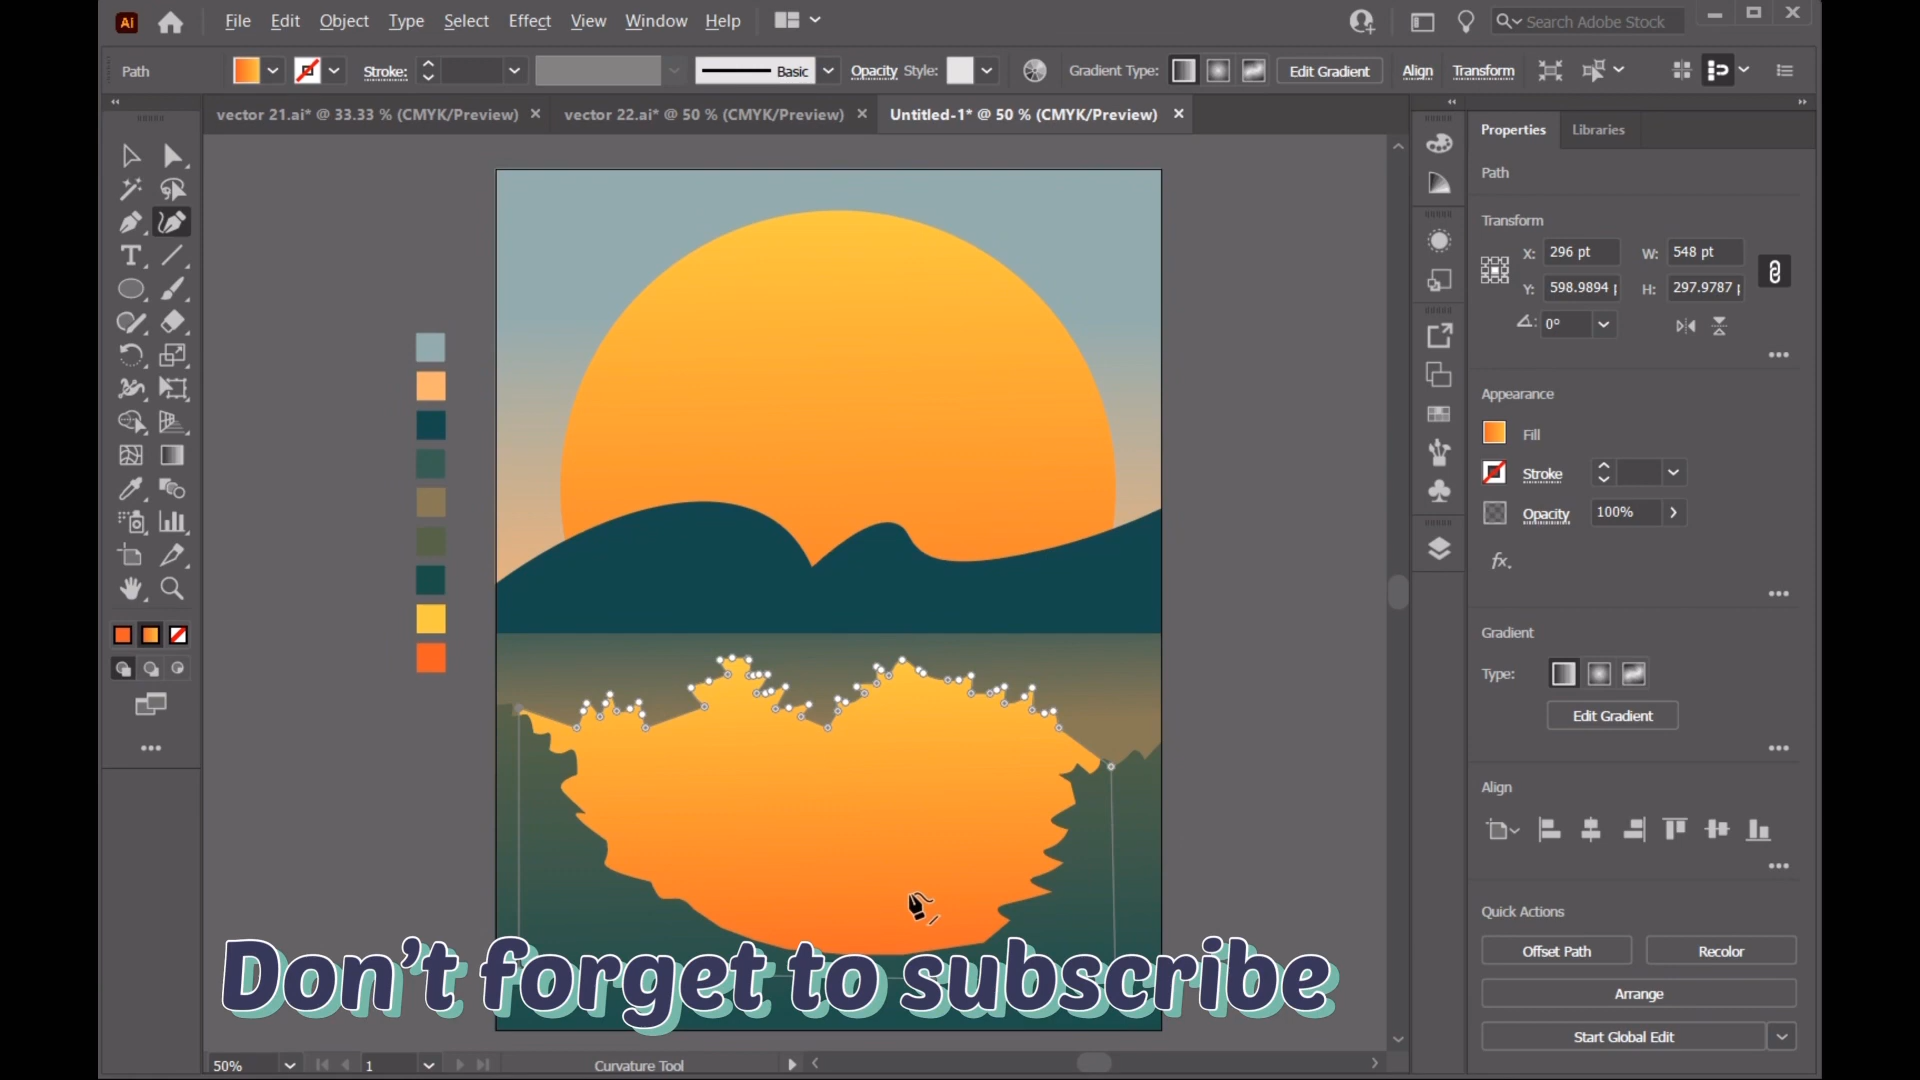 Ai File Edit Object Type Select Effect View Window Help Search Adobe Stock
Path Stroke: Basic Opacity Style: Gradient Type: Edit Gradient Align Transform
vector 21.ai* @ 33.33 % (CMYK/Preview) vector 22.ai* @ 50 % (CMYK/Preview) Untitled-1* @ 50 % (CMYK/Preview)
Properties Libraries
Path
Transform
X: 296 pt W: 548 pt
Y: 598.9894 H: 297.9787
0°
Appearance
Fill
Stroke
Opacity 100%
fx.
Gradient
Type:
Edit Gradient
Align
Quick Actions
Offset Path Recolor
Arrange
Start Global Edit
Don't forget to subscribe
50% 1 Curvature Tool